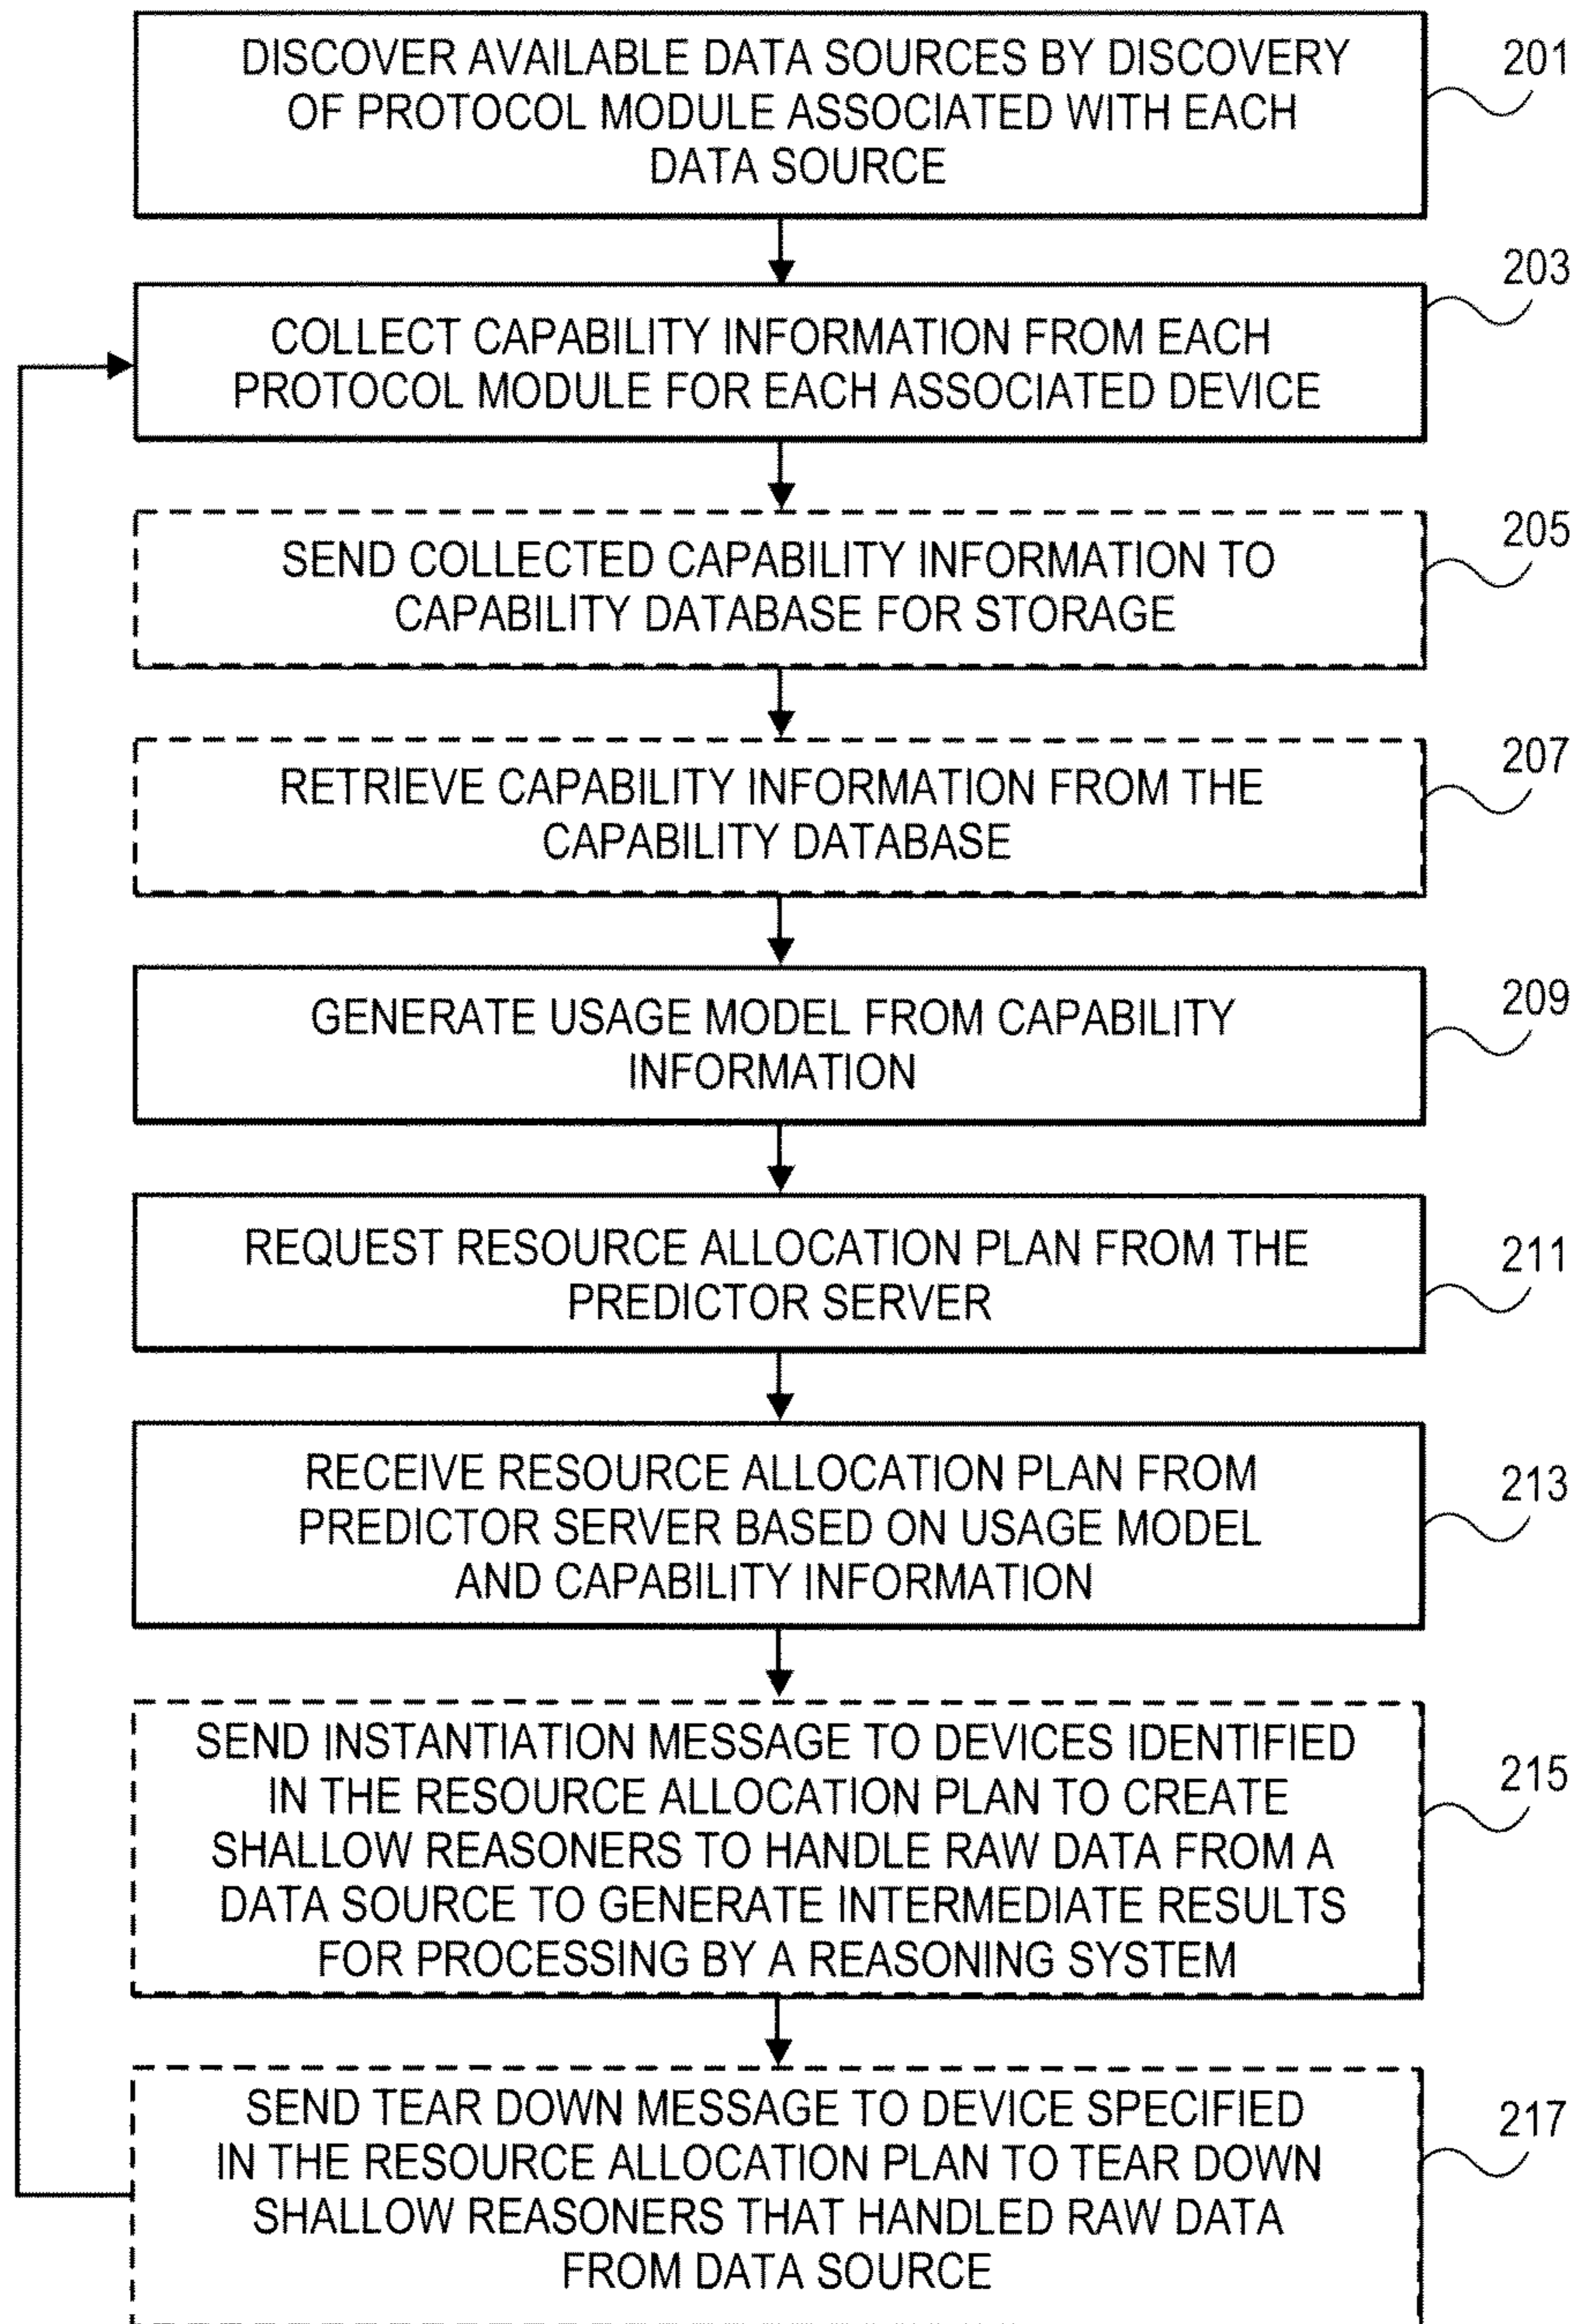 DISCOVER AVAILABLE DATA SOURCES BY DISCOVERY
OF PROTOCOL MODULE ASSOCIATED WITH EACH
DATA SOURCE
201
COLLECT CAPABILITY INFORMATION FROM EACH
PROTOCOL MODULE FOR EACH ASSOCIATED DEVICE
203
SEND COLLECTED CAPABILITY INFORMATION TO
CAPABILITY DATABASE FOR STORAGE
205
RETRIEVE CAPABILITY INFORMATION FROM THE
CAPABILITY DATABASE
207
GENERATE USAGE MODEL FROM CAPABILITY
INFORMATION
209
REQUEST RESOURCE ALLOCATION PLAN FROM THE
PREDICTOR SERVER
211
RECEIVE RESOURCE ALLOCATION PLAN FROM
PREDICTOR SERVER BASED ON USAGE MODEL
AND CAPABILITY INFORMATION
213
SEND INSTANTIATION MESSAGE TO DEVICES IDENTIFIED
IN THE RESOURCE ALLOCATION PLAN TO CREATE
SHALLOW REASONERS TO HANDLE RAW DATA FROM A
DATA SOURCE TO GENERATE INTERMEDIATE RESULTS
FOR PROCESSING BY A REASONING SYSTEM
215
SEND TEAR DOWN MESSAGE TO DEVICE SPECIFIED
IN THE RESOURCE ALLOCATION PLAN TO TEAR DOWN
SHALLOW REASONERS THAT HANDLED RAW DATA
FROM DATA SOURCE
217